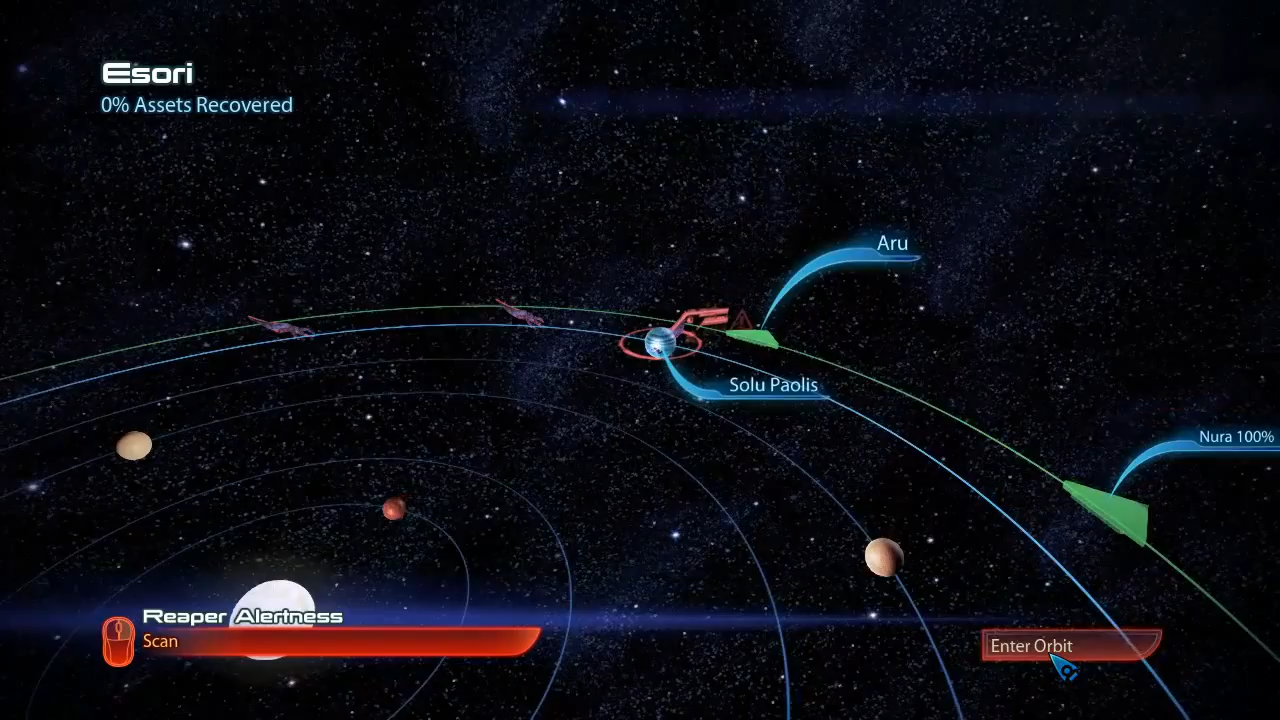 Esori
0% Assets Recovered
Aru
Solu Paolis
Nura 100%
Reaper Alertness
Scan
Enter Orbit